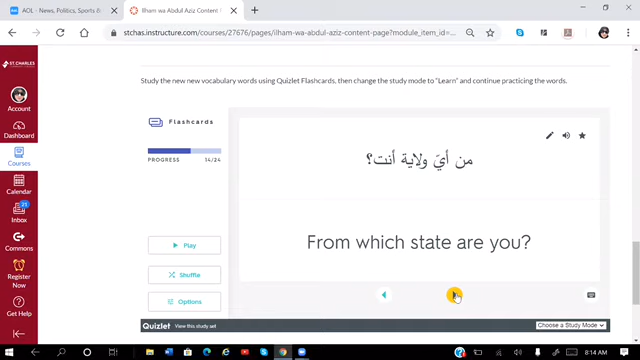 AOL - News, Politics, Sports &
Ilham wa Abdul Aziz Content P
stchas.instructure.com/courses/27676/pages/ilham-wa-abdul-aziz-content-page?module_item_id=...
ST. CHARLES
Account
Dashboard
Courses
Calendar
21
Inbox
Commons
Register Now
Get Help
Study the new new vocabulary words using Quizlet Flashcards, then change the study mode to "Learn" and continue practicing the words.
Flashcards
PROGRESS 14/24
Play
Shuffle
Options
من أيّ ولاية أنت؟
From which state are you?
Quizlet View this study set
Choose a Study Mode
8:14 AM